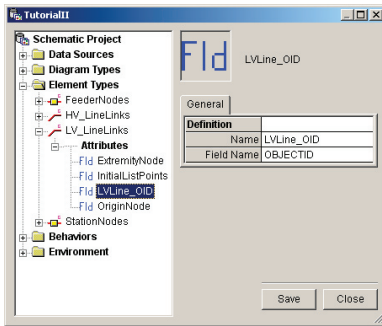 TutorialII
Schematic Project
Data Sources
Diagram Types
Element Types
FeederNodes
HV_LineLinks
LV_LineLinks
Attributes
Fld ExtremityNode
Fld InitialListPoints
Fld LVLine_OID
Fld OriginNode
StationNodes
Behaviors
Environment
Fld LVLine_OID
General
Definition
Name LVLine_OID
Field Name OBJECTID
Save Close